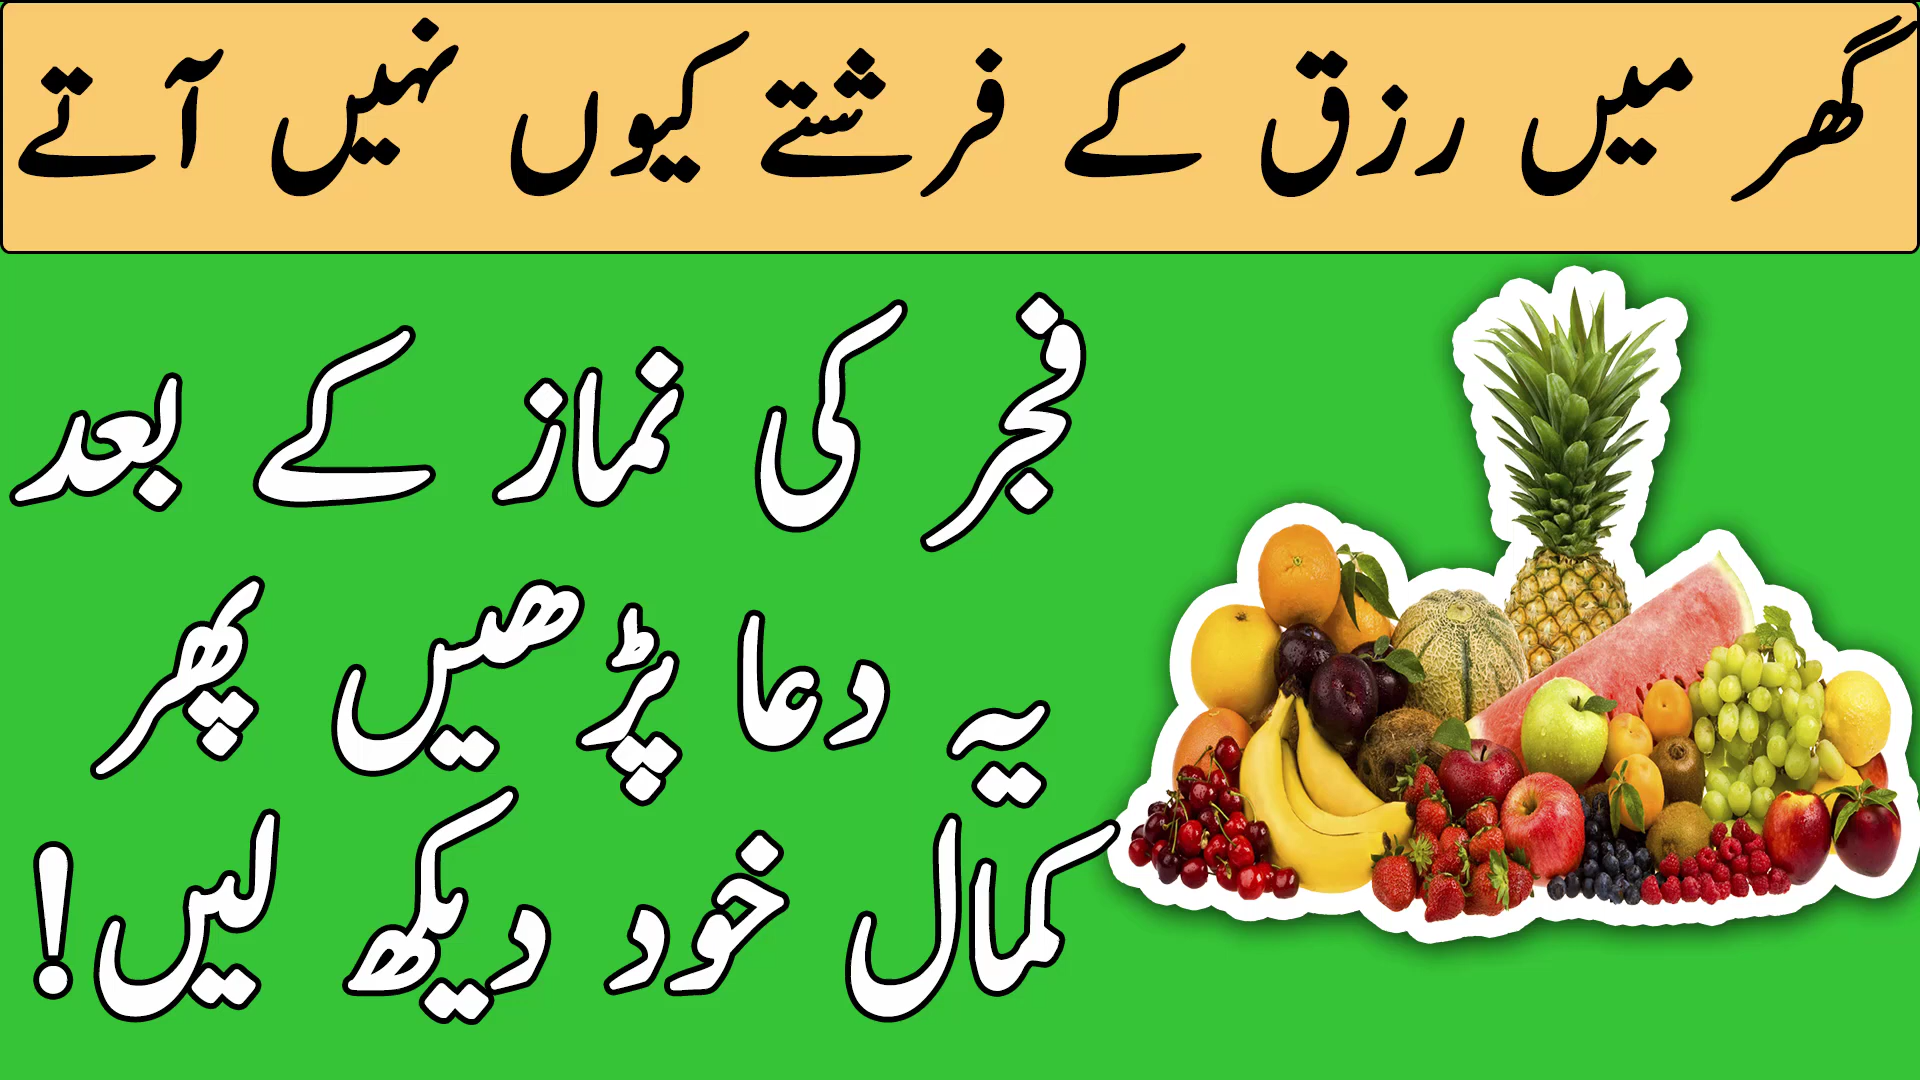 گھر میں رزق کے فرشتے کیوں نہیں آتے
فجر کی نماز کے بعد
یہ دعا پڑھیں پھر
کمال خود دیکھ لیں!